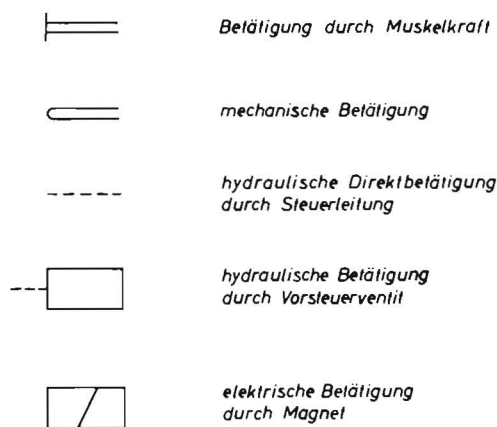 Betätigung durch Muskelkraft
mechanische Betätigung
hydraulische Direktbetätigung
durch Steuerleitung
hydraulische Betätigung
durch Vorsteuerventil
elektrische Betätigung
durch Magnet